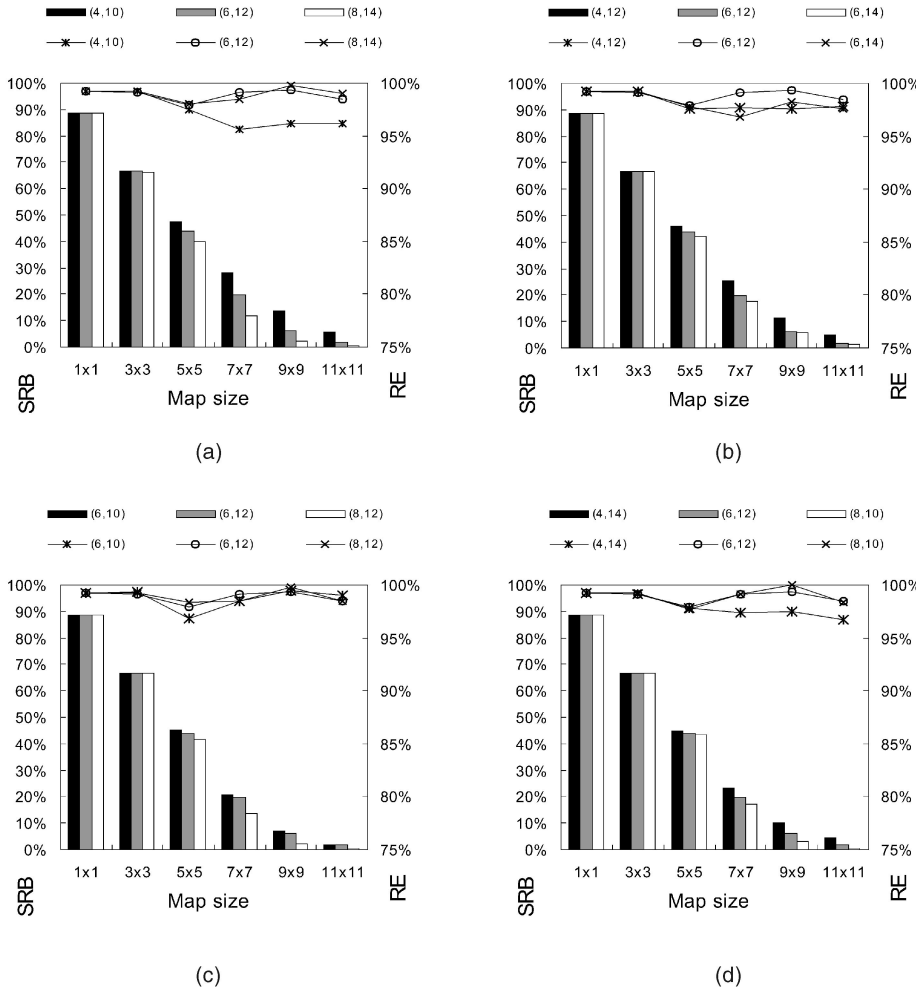 (4,10) (6,12) (8,14)
(4,10) (6,12) (8,14)
100% 100%
90%
80% 95%
70%
60% 90%
50%
40% 85%
30%
20% 80%
10%
0% 75%
1x1 3x3 5x5 7x7 9x9 11x11
SRB Map size RE
(a)
(4,12) (6,12) (6,14)
(4,12) (6,12) (6,14)
100% 100%
90%
80% 95%
70%
60% 90%
50%
40% 85%
30%
20% 80%
10%
0% 75%
1x1 3x3 5x5 7x7 9x9 11x11
SRB Map size RE
(b)
(6,10) (6,12) (8,12)
(6,10) (6,12) (8,12)
100% 100%
90%
80% 95%
70%
60% 90%
50%
40% 85%
30%
20% 80%
10%
0% 75%
1x1 3x3 5x5 7x7 9x9 11x11
SRB Map size RE
(c)
(4,14) (6,12) (8,10)
(4,14) (6,12) (8,10)
100% 100%
90%
80% 95%
70%
60% 90%
50%
40% 85%
30%
20% 80%
10%
0% 75%
1x1 3x3 5x5 7x7 9x9 11x11
SRB Map size RE
(d)